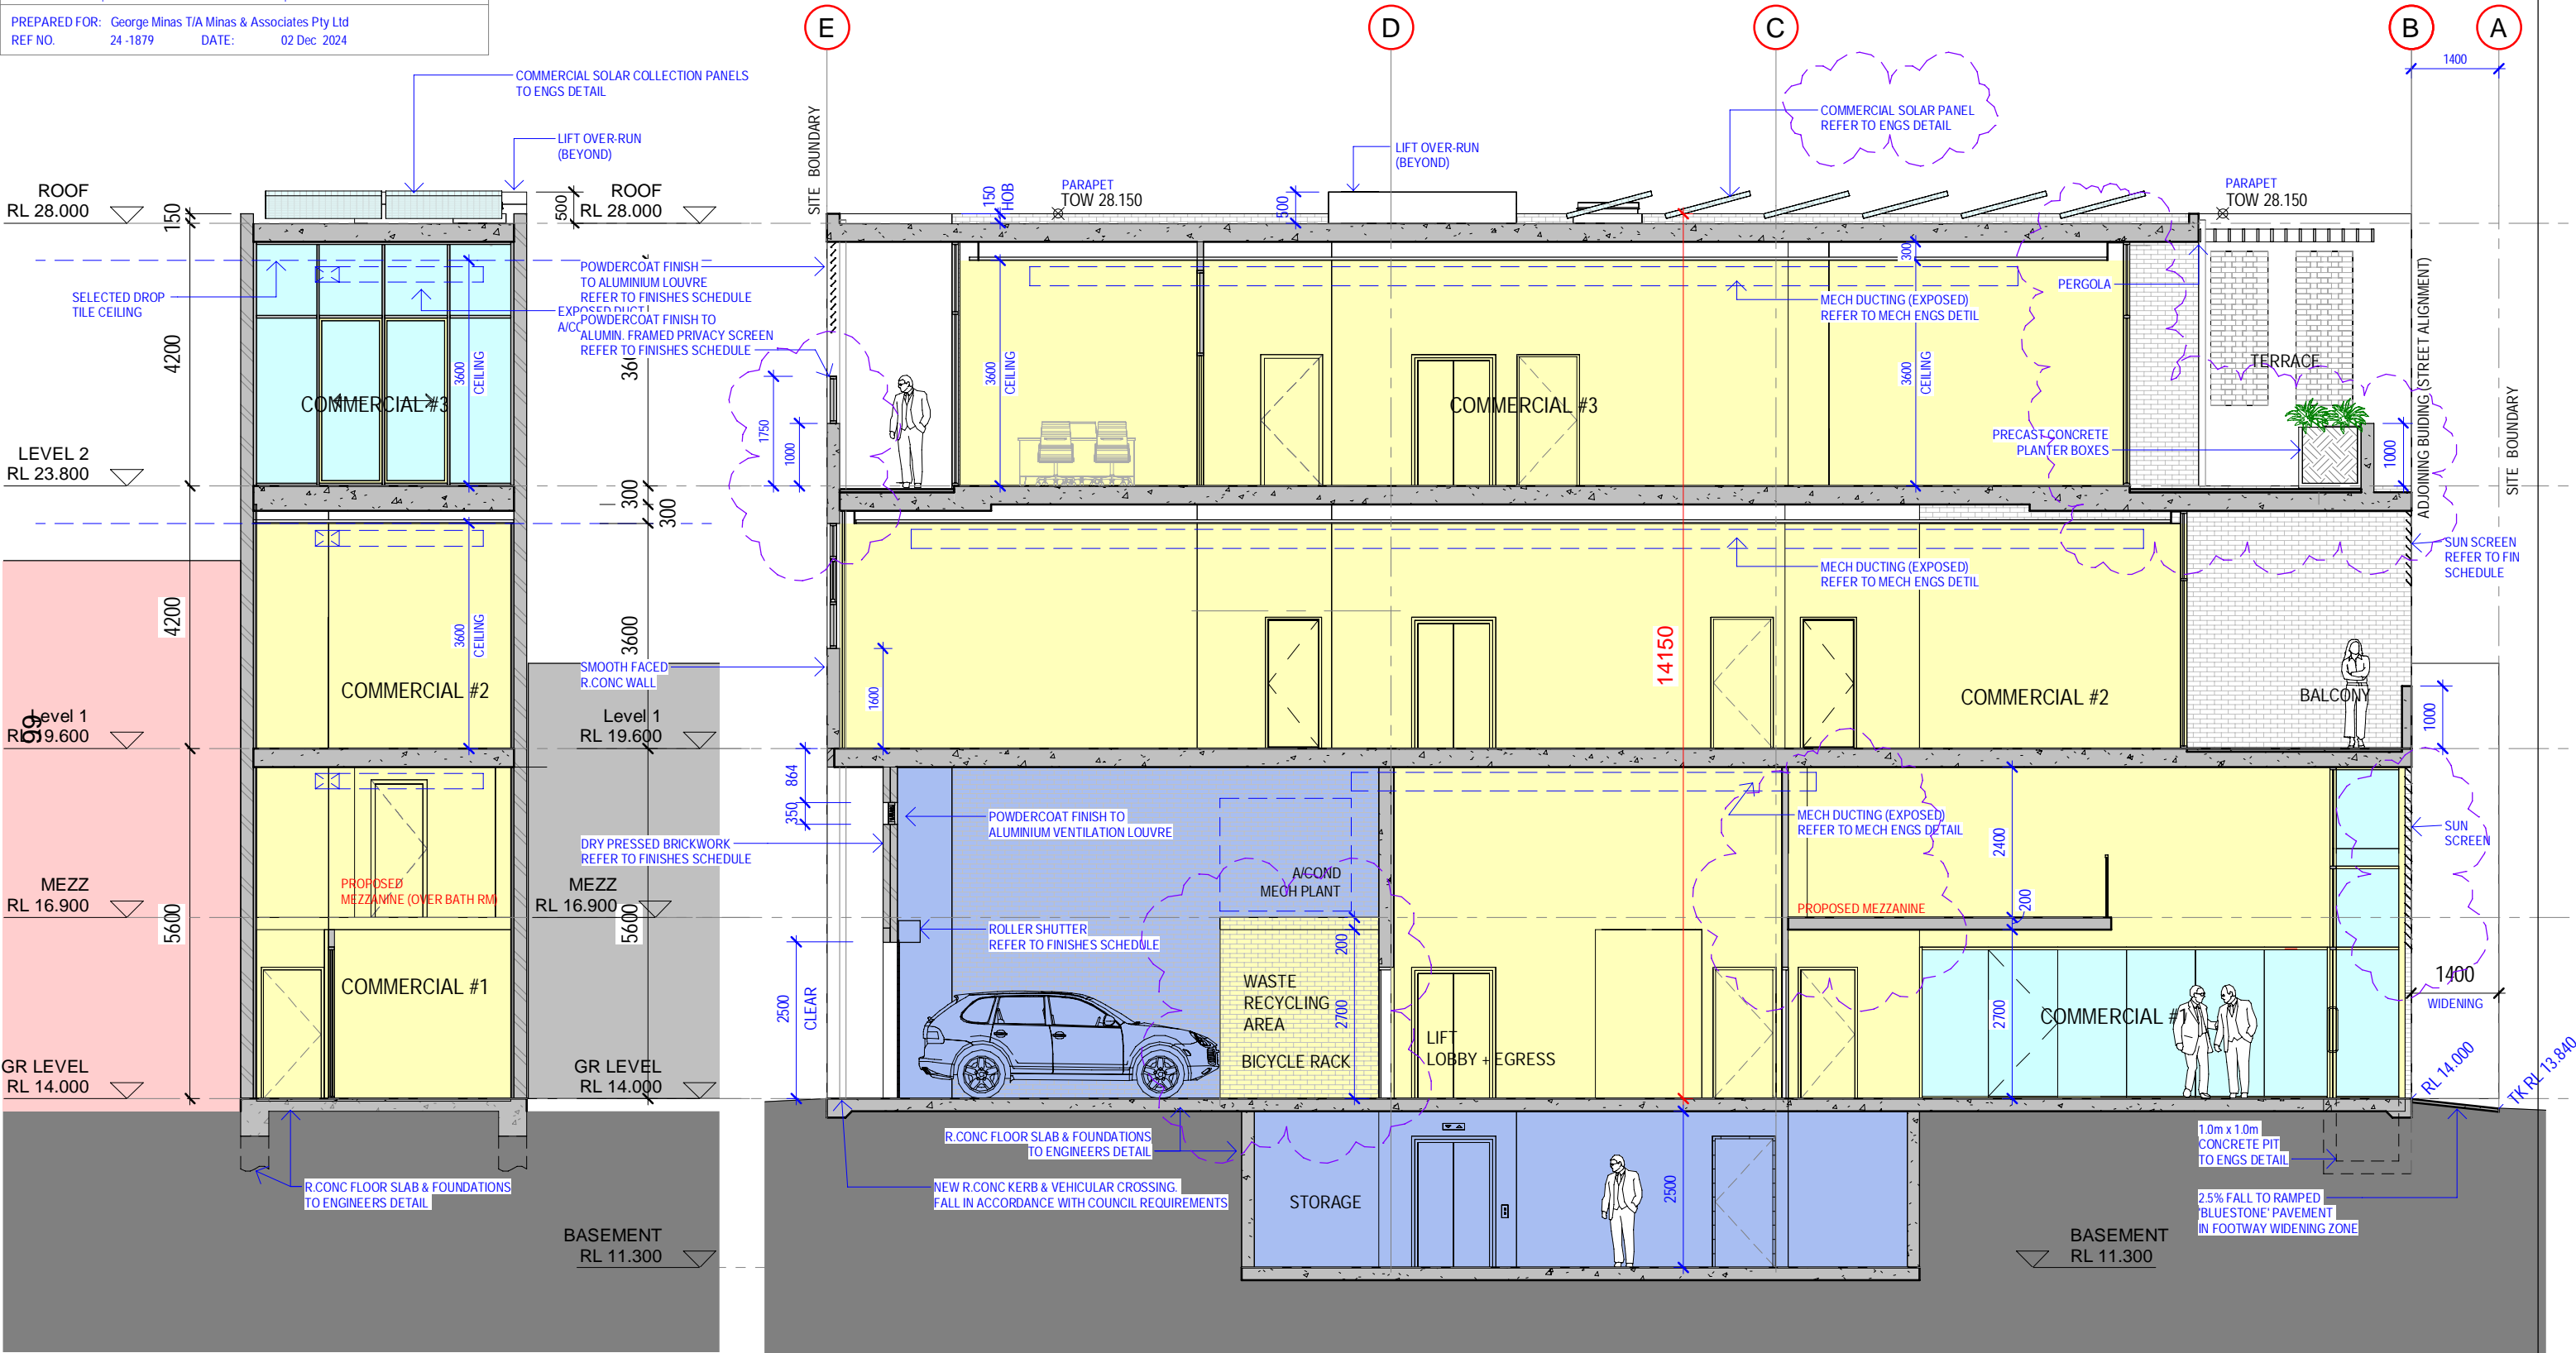 PREPARED FOR: George Minas T/A Minas & Associates Pty Ltd
REF NO. 24 -1879 DATE: 02 Dec 2024
E
D
C
B
A
1400
COMMERCIAL SOLAR COLLECTION PANELS
TO ENGS DETAIL
LIFT OVER-RUN
(BEYOND)
SITE BOUNDARY
LIFT OVER-RUN
(BEYOND)
COMMERCIAL SOLAR PANEL
REFER TO ENGS DETAIL
ROOF
RL 28.000
150
500
ROOF
RL 28.000
150
HOB
PARAPET
TOW 28.150
500
PARAPET
TOW 28.150
SELECTED DROP
TILE CEILING
POWDERCOAT FINISH
TO ALUMINIUM LOUVRE
REFER TO FINISHES SCHEDULE
POWDERCOAT FINISH TO
ALUMIN. FRAMED PRIVACY SCREEN
REFER TO FINISHES SCHEDULE
300
MECH DUCTING (EXPOSED)
REFER TO MECH ENGS DETIL
PERGOLA
4200
3600
CEILING
3600
CEILING
3600
CEILING
TERRACE
COMMERCIAL #3
COMMERCIAL #3
1750
1000
PRECAST CONCRETE
PLANTER BOXES
1000
ADJOINING BUIDING (STREET ALIGNMENT)
SITE BOUNDARY
LEVEL 2
RL 23.800
300
300
MECH DUCTING (EXPOSED)
REFER TO MECH ENGS DETIL
SUN SCREEN
REFER TO FIN
SCHEDULE
4200
3600
CEILING
3600
SMOOTH FACED
R.CONC WALL
1600
14150
COMMERCIAL #2
COMMERCIAL #2
BALCONY
1000
Level 1
RL 19.600
Level 1
RL 19.600
864
350
POWDERCOAT FINISH TO
ALUMINIUM VENTILATION LOUVRE
DRY PRESSED BRICKWORK
REFER TO FINISHES SCHEDULE
MECH DUCTING (EXPOSED)
REFER TO MECH ENGS DETAIL
2400
SUN
SCREEN
A/COND
MECH PLANT
MEZZ
RL 16.900
PROPOSED
MEZZANINE (OVER BATH RM)
MEZZ
RL 16.900
PROPOSED MEZZANINE
200
5600
5600
ROLLER SHUTTER
REFER TO FINISHES SCHEDULE
200
COMMERCIAL #1
2500
CLEAR
WASTE
RECYCLING
AREA
2700
BICYCLE RACK
LIFT
LOBBY + EGRESS
2700
COMMERCIAL #1
1400
WIDENING
GR LEVEL
RL 14.000
GR LEVEL
RL 14.000
RL 14.000
TK RL 13.840
R.CONC FLOOR SLAB & FOUNDATIONS
TO ENGINEERS DETAIL
R.CONC FLOOR SLAB & FOUNDATIONS
TO ENGINEERS DETAIL
NEW R.CONC KERB & VEHICULAR CROSSING.
FALL IN ACCORDANCE WITH COUNCIL REQUIREMENTS
STORAGE
2500
1.0m x 1.0m
CONCRETE PIT
TO ENGS DETAIL
2.5% FALL TO RAMPED
'BLUESTONE' PAVEMENT
IN FOOTWAY WIDENING ZONE
BASEMENT
RL 11.300
BASEMENT
RL 11.300